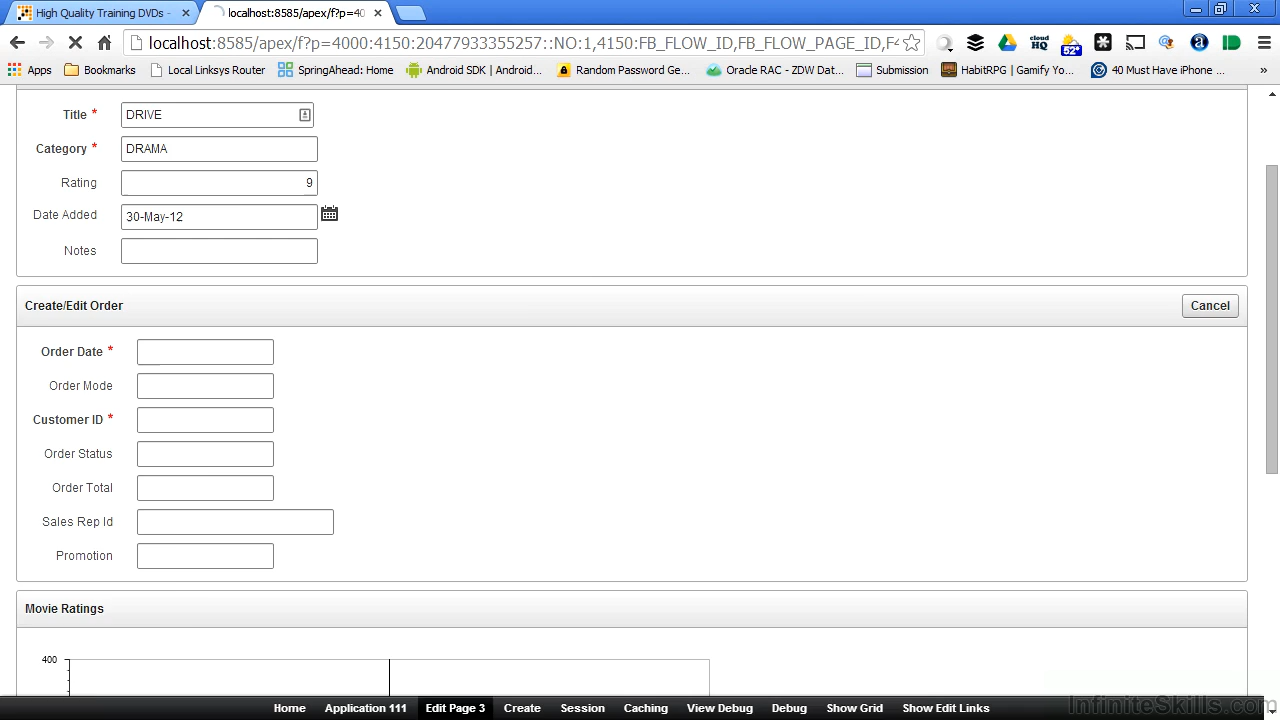 High Quality Training DVDs -
localhost:8585/apex/f?p=40
localhost:8585/apex/f?p=4000:4150:2047780455257::NO:1,4150:FB_FLOW_ID,FB_FLOW_PAGE_ID,F4
52°
cloud HQ
Apps
Bookmarks
Local Linksys Router
SpringAhead: Home
Android SDK | Android...
Random Password Ge...
Oracle RAC - ZDW Dat...
Submission
HabitRPG | Gamify Yo...
40 Must Have iPhone ...
»
Title *
DRIVE
Category *
DRAMA
Rating
9
Date Added
30-May-12
Notes
Create/Edit Order
Cancel
Order Date *
Order Mode
Customer ID *
Order Status
Order Total
Sales Rep Id
Promotion
Movie Ratings
400
Home
Application 111
Edit Page 3
Create
Session
Caching
View Debug
Debug
Show Grid
Show Edit Links
InfiniteSkills.com